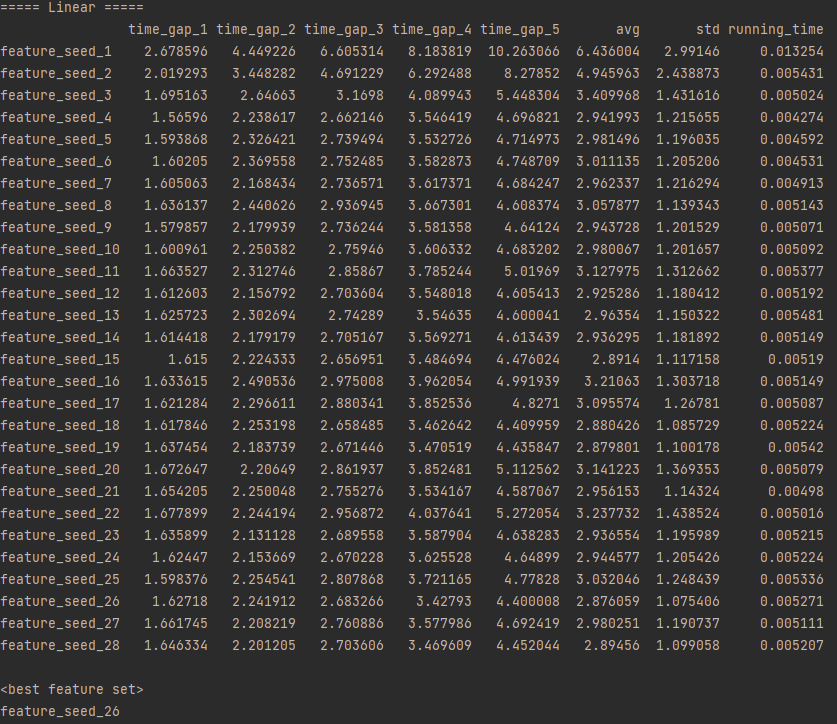 ===== Linear =====
time_gap_1 time_gap_2 time_gap_3 time_gap_4 time_gap_5 avg std running_time
feature_seed_1 2.678596 4.449226 6.605314 8.183819 10.263066 6.436004 2.99146 0.013254
feature_seed_2 2.019293 3.448282 4.691229 6.292488 8.27852 4.945963 2.438873 0.005431
feature_seed_3 1.695163 2.64663 3.1698 4.089943 5.448304 3.409968 1.431616 0.005024
feature_seed_4 1.56596 2.238617 2.662146 3.546419 4.696821 2.941993 1.215655 0.004274
feature_seed_5 1.593868 2.326421 2.739494 3.532726 4.714973 2.981496 1.196035 0.004592
feature_seed_6 1.60205 2.369558 2.752485 3.582873 4.748709 3.011135 1.205206 0.004531
feature_seed_7 1.605063 2.168434 2.736571 3.617371 4.684247 2.962337 1.216294 0.004913
feature_seed_8 1.636137 2.440626 2.936945 3.667301 4.608374 3.057877 1.139343 0.005143
feature_seed_9 1.579857 2.179939 2.736244 3.581358 4.64124 2.943728 1.201529 0.005071
feature_seed_10 1.600961 2.250382 2.75946 3.606332 4.683202 2.980067 1.201657 0.005092
feature_seed_11 1.663527 2.312746 2.85867 3.785244 5.01969 3.127975 1.312662 0.005377
feature_seed_12 1.612603 2.156792 2.703604 3.548018 4.605413 2.925286 1.180412 0.005192
feature_seed_13 1.625723 2.302694 2.74289 3.54635 4.600041 2.96354 1.150322 0.005481
feature_seed_14 1.614418 2.179179 2.705167 3.569271 4.613439 2.936295 1.181892 0.005149
feature_seed_15 1.615 2.224333 2.656951 3.484694 4.476024 2.8914 1.117158 0.00519
feature_seed_16 1.633615 2.490536 2.975008 3.962054 4.991939 3.21063 1.303718 0.005149
feature_seed_17 1.621284 2.296611 2.880341 3.852536 4.8271 3.095574 1.26781 0.005087
feature_seed_18 1.617846 2.253198 2.658485 3.462642 4.409959 2.880426 1.085729 0.005224
feature_seed_19 1.637454 2.183739 2.671446 3.470519 4.435847 2.879801 1.100178 0.00542
feature_seed_20 1.672647 2.20649 2.861937 3.852481 5.112562 3.141223 1.369353 0.005079
feature_seed_21 1.654205 2.250048 2.755276 3.534167 4.587067 2.956153 1.14324 0.00498
feature_seed_22 1.677899 2.244194 2.956872 4.037641 5.272054 3.237732 1.438524 0.005016
feature_seed_23 1.635899 2.131128 2.689558 3.587904 4.638283 2.936554 1.195989 0.005215
feature_seed_24 1.62447 2.153669 2.670228 3.625528 4.64899 2.944577 1.205426 0.005224
feature_seed_25 1.598376 2.254541 2.807868 3.721165 4.77828 3.032046 1.248439 0.005336
feature_seed_26 1.62718 2.241912 2.683266 3.42793 4.400008 2.876059 1.075406 0.005271
feature_seed_27 1.661745 2.208219 2.760886 3.577986 4.692419 2.980251 1.190737 0.005111
feature_seed_28 1.646334 2.201205 2.703606 3.469609 4.452044 2.89456 1.099058 0.005207
<best feature set>
feature_seed_26